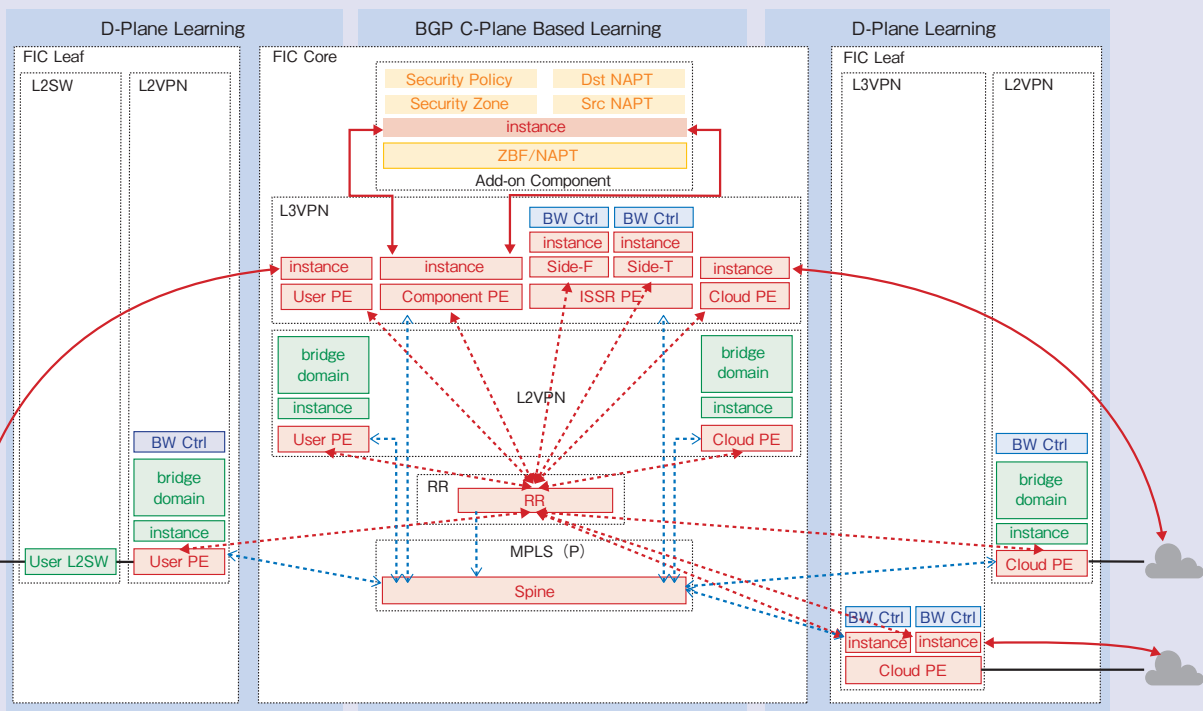 D-Plane Learning
BGP C-Plane Based Learning
D-Plane Learning
FIC Leaf
L2SW
L2VPN
BW Ctrl
bridge
domain
instance
User L2SW
User PE
FIC Core
Security Policy
Dst NAPT
Security Zone
Src NAPT
instance
ZBF/NAPT
Add-on Component
L3VPN
BW Ctrl
BW Ctrl
instance
instance
instance
instance
Side-F
Side-T
instance
User PE
Component PE
ISSR PE
Cloud PE
bridge
domain
bridge
domain
L2VPN
instance
instance
User PE
Cloud PE
RR
RR
MPLS (P)
Spine
FIC Leaf
L3VPN
L2VPN
BW Ctrl
bridge
domain
instance
Cloud PE
BW Ctrl
BW Ctrl
instance
instance
Cloud PE